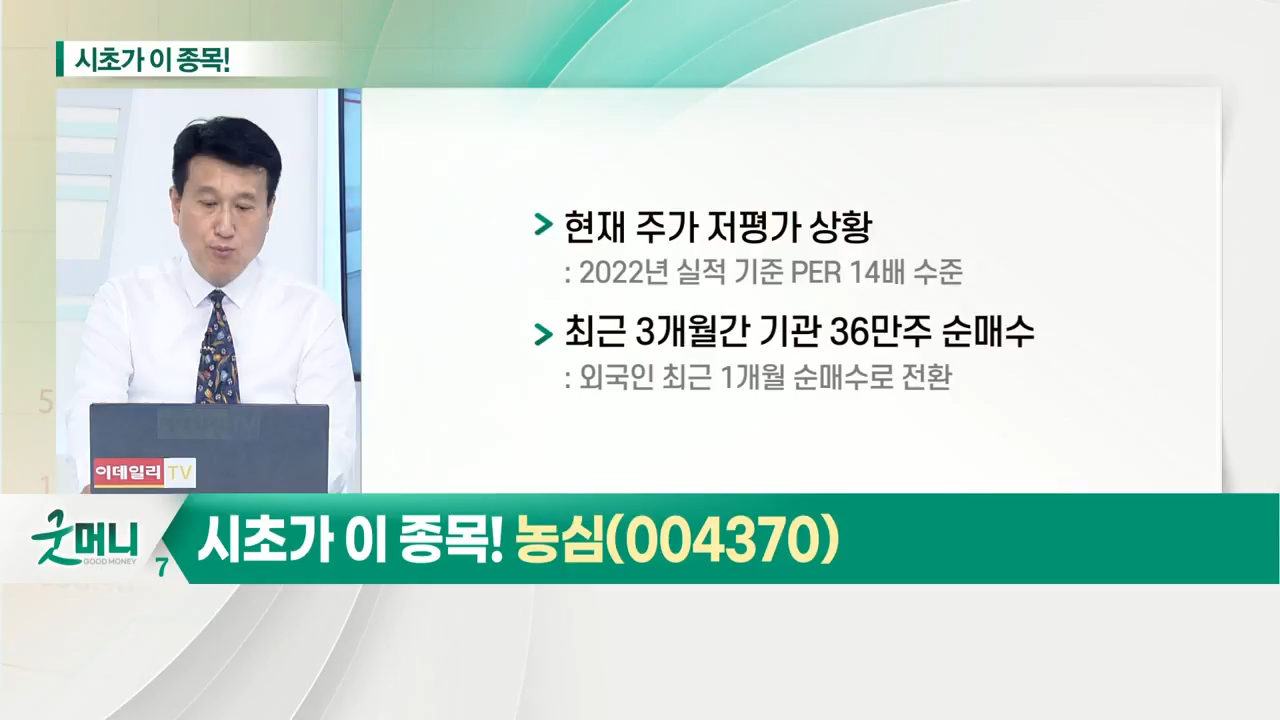 시초가 이 종목!
현재 주가 저평가 상황
: 2022년 실적 기준 PER 14배 수준
최근 3개월간 기관 36만주 순매수
: 외국인 최근 1개월 순매수로 전환
5
1
이데일리 TV
굿머니
GOOD MONEY
7
시초가 이 종목! 농심(004370)